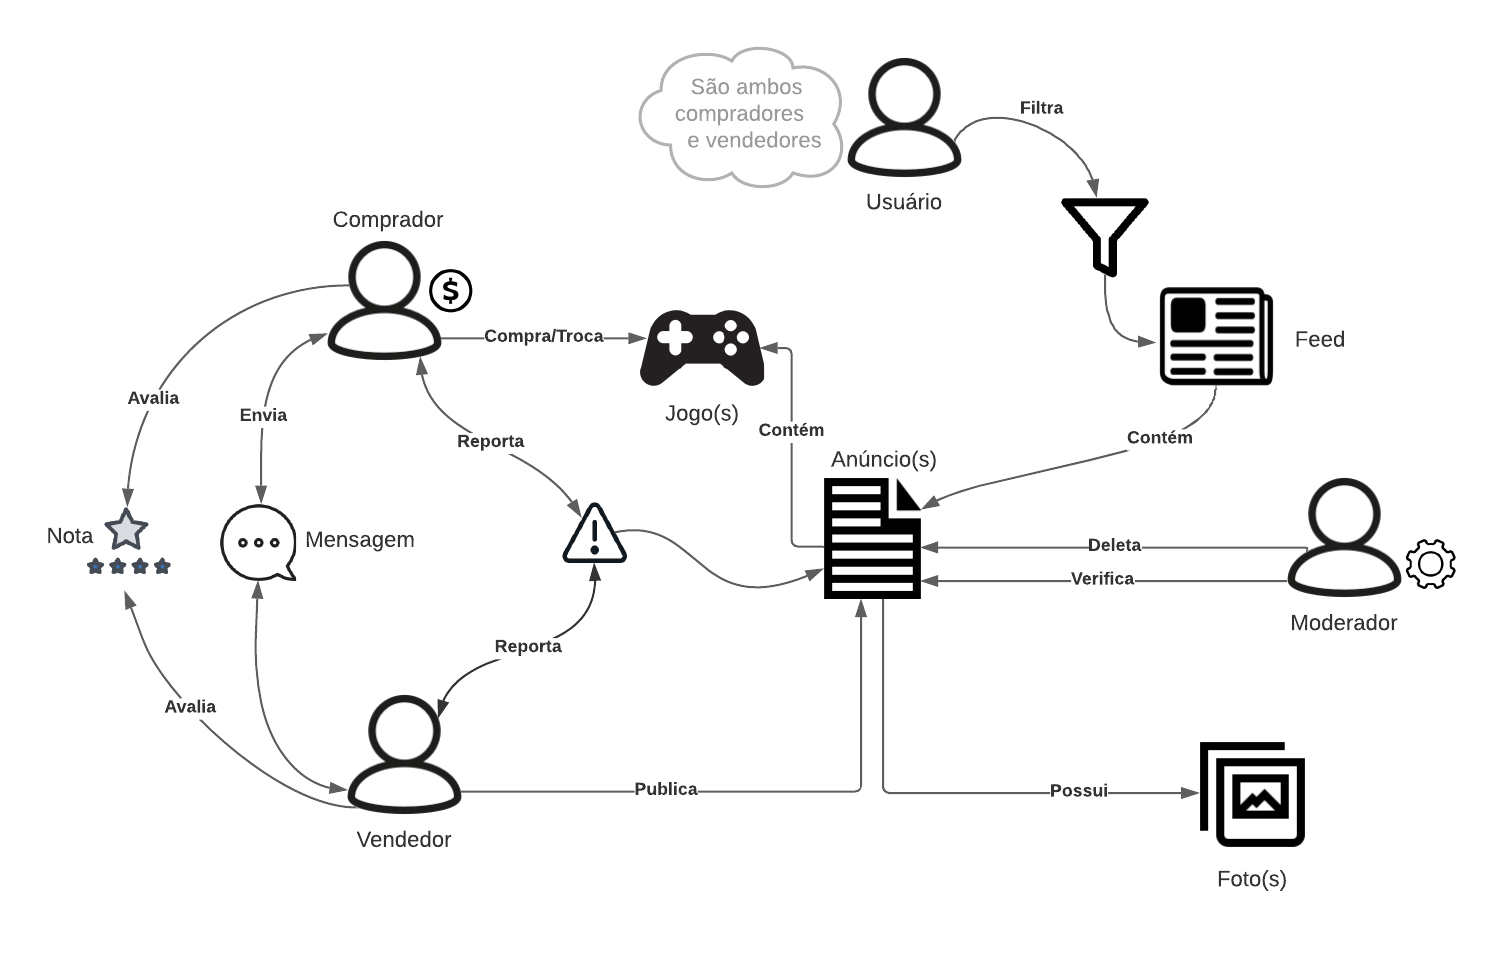 São ambos
compradores
e vendedores
Filtra
Usuário
Comprador
$
Compra/Troca
Feed
Avalia
Envia
Jogo(s)
Contém
Reporta
Contém
Anúncio(s)
Nota
Mensagem
Deleta
Verifica
Moderador
Reporta
Avalia
Publica
Possui
Vendedor
Foto(s)